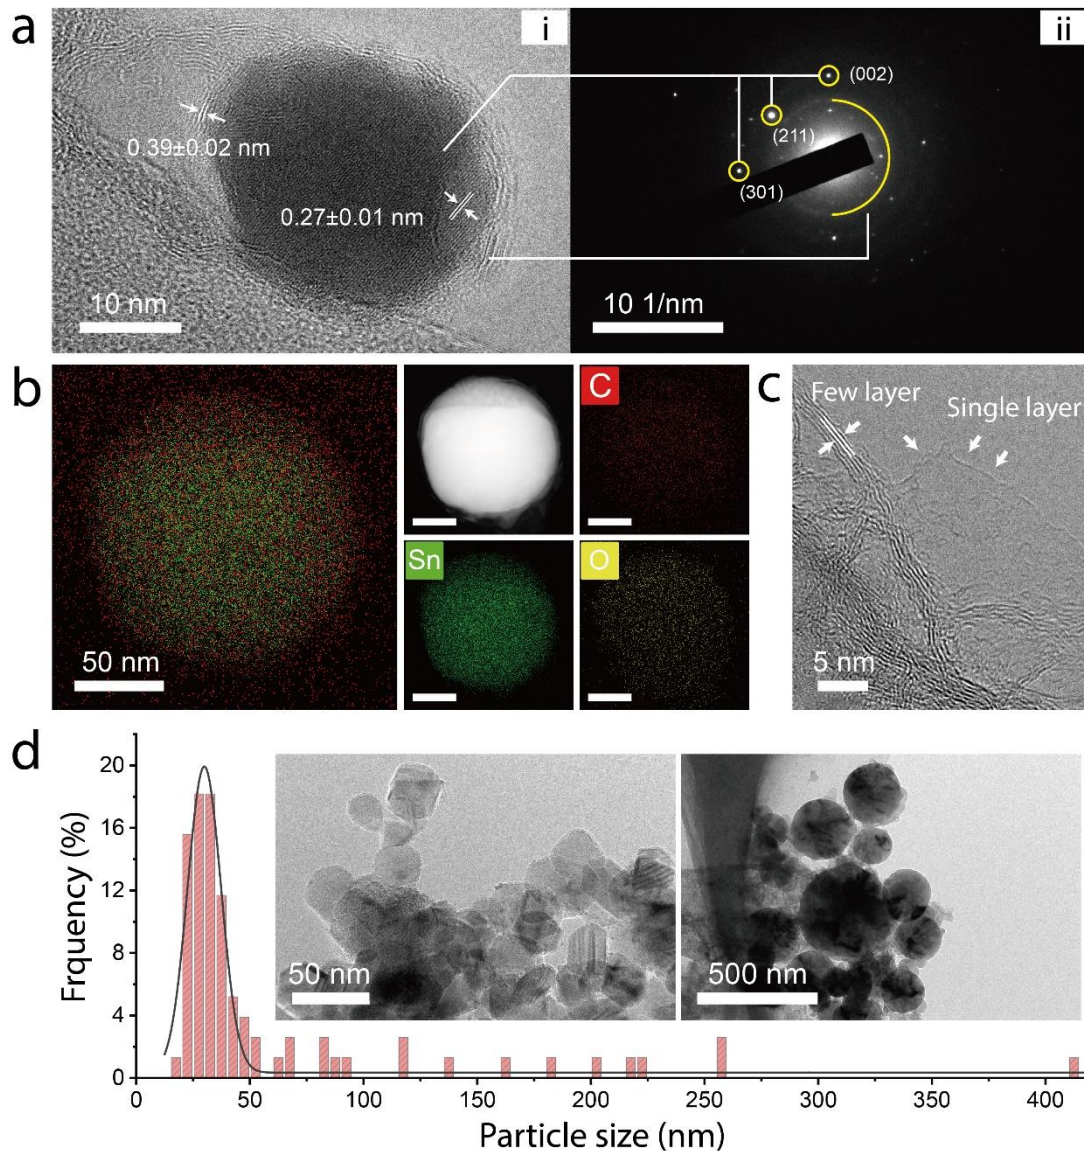 a
i
0.39±0.02 nm
0.27±0.01 nm
10 nm
ii
(002)
(211)
(301)
10 1/nm
b
50 nm
C
Sn
O
c
Few layer
Single layer
5 nm
d
Frquency (%)
20
16
12
8
4
0
50 nm
500 nm
0 50 100 150 200 250 300 350 400
Particle size (nm)